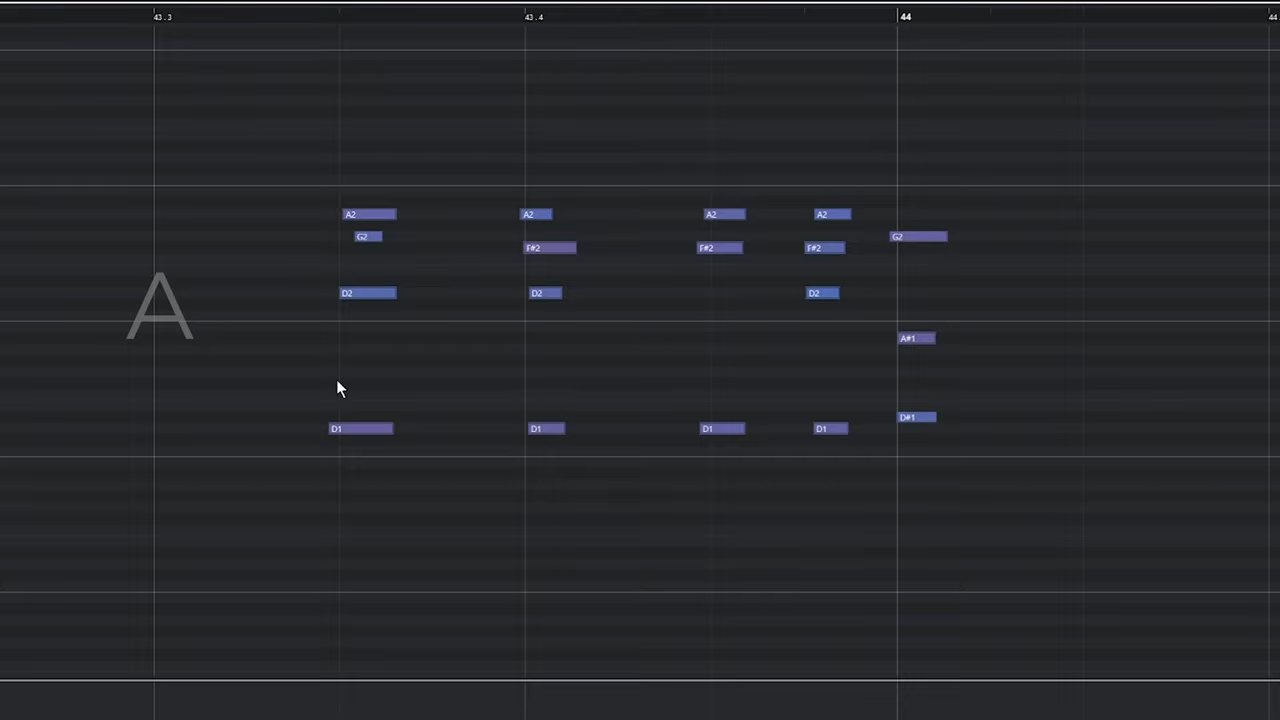 43.3 43.4 44 44.
A2 A2 A2 A2
G2 G2
F#2 F#2 F#2
D2 D2 D2
A
A#1
D#1
D1 D1 D1 D1